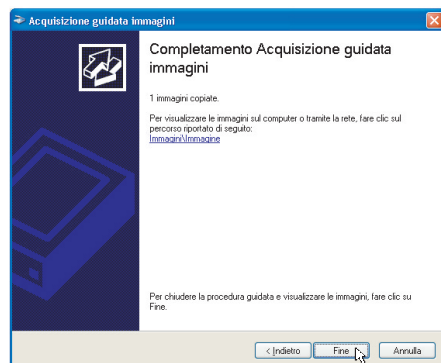 Acquisizione guidata immagini
Completamento Acquisizione guidata
immagini
1 immagini copiate.
Per visualizzare le immagini sul computer o tramite la rete, fare clic sul
percorso riportato di seguito:
Immagini\Immagine
Per chiudere la procedura guidata e visualizzare le immagini, fare clic su
Fine.
< Indietro Fine Annulla